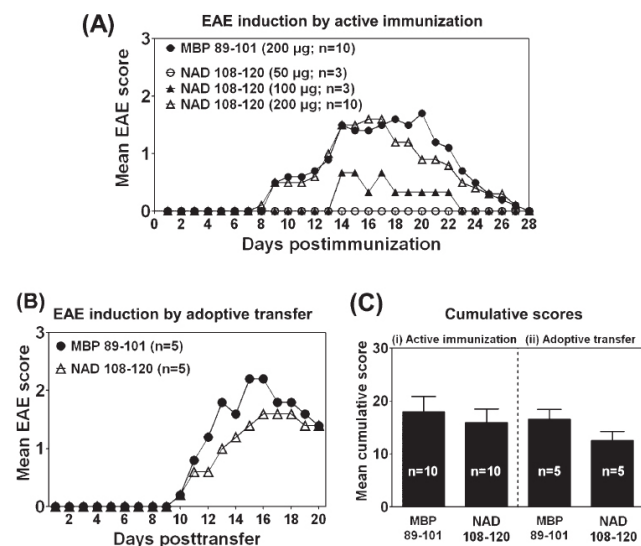 (A)
EAE induction by active immunization
MBP 89-101 (200 µg; n=10)
NAD 108-120 (50 µg; n=3)
NAD 108-120 (100 µg; n=3)
NAD 108-120 (200 µg; n=10)
Mean EAE score
3
2
1
0
0 2 4 6 8 10 12 14 16 18 20 22 24 26 28
Days postimmunization
(B)
EAE induction by adoptive transfer
MBP 89-101 (n=5)
NAD 108-120 (n=5)
Mean EAE score
3
2
1
0
2 4 6 8 10 12 14 16 18 20
Days posttransfer
(C)
Cumulative scores
(i) Active immunization (ii) Adoptive transfer
Mean cumulative score
30
20
10
0
n=10 n=10 n=5 n=5
MBP NAD MBP NAD
89-101 108-120 89-101 108-120